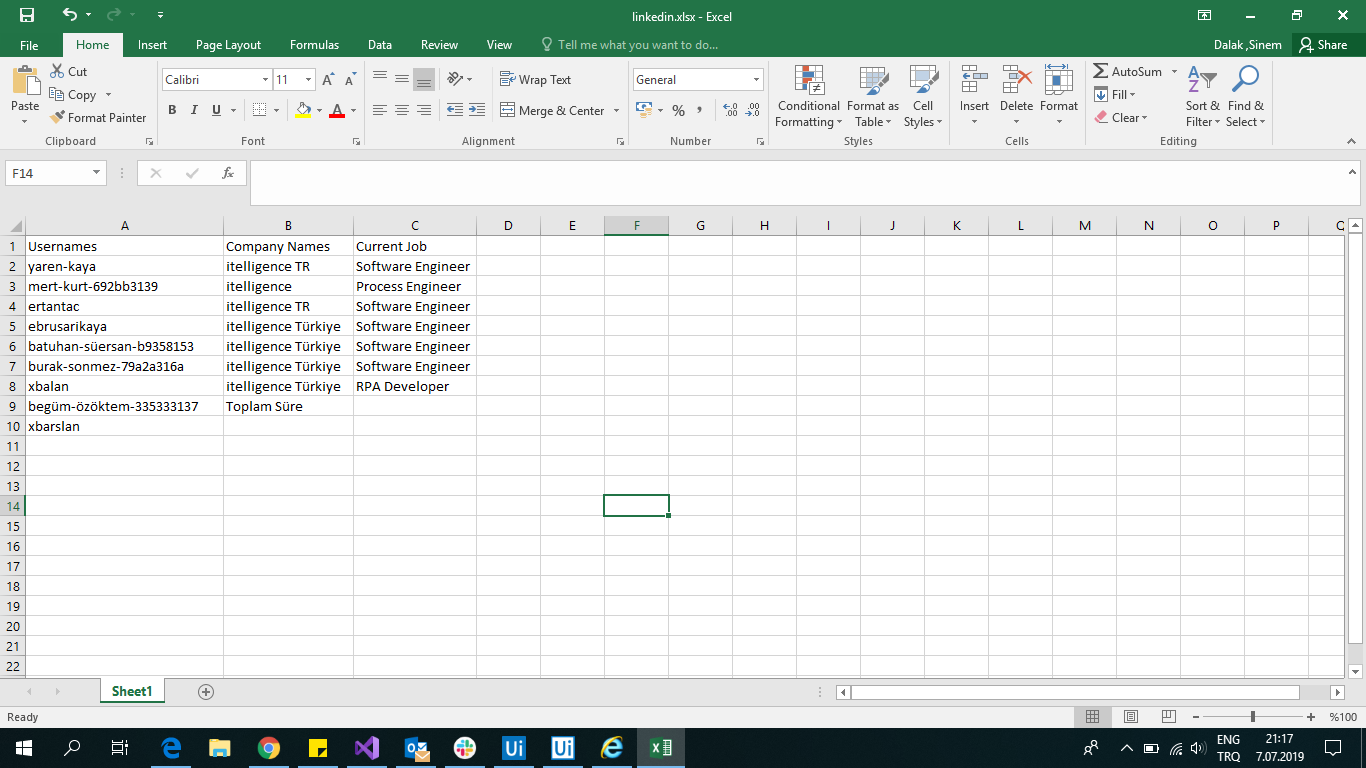 linkedin.xlsx - Excel
File Home Insert Page Layout Formulas Data Review View Tell me what you want to do... Dalak ,Sinem Share
Paste
Cut
Copy
Format Painter
Clipboard
Calibri 11
B I U
Font
Wrap Text
Merge & Center
Alignment
General
%
Number
Conditional Formatting
Format as Table
Cell Styles
Styles
Insert Delete Format
Cells
AutoSum
Fill
Clear
Sort & Filter
Find & Select
Editing
F14 fx
A B C D E F G H I J K L M N O P Q
1 Usernames Company Names Current Job
2 yaren-kaya itelligence TR Software Engineer
3 mert-kurt-692bb3139 itelligence Process Engineer
4 ertantac itelligence TR Software Engineer
5 ebrusarikaya itelligence Türkiye Software Engineer
6 batuhan-süersan-b9358153 itelligence Türkiye Software Engineer
7 burak-sonmez-79a2a316a itelligence Türkiye Software Engineer
8 xbalan itelligence Türkiye RPA Developer
9 begüm-özöktem-335333137 Toplam Süre
10 xbarslan
11
12
13
14
15
16
17
18
19
20
21
22
Sheet1
Ready %100
Ui Ui ENG 21:17
TRQ 7.07.2019